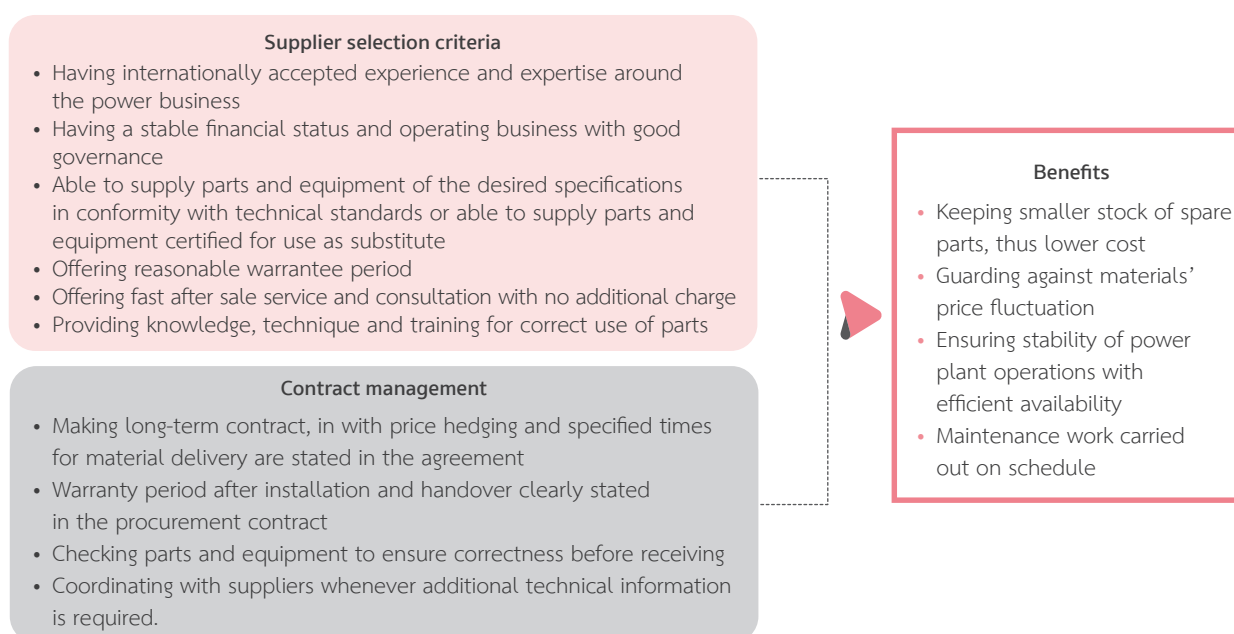 Supplier selection criteria
• Having internationally accepted experience and expertise around
the power business
• Having a stable financial status and operating business with good
governance
• Able to supply parts and equipment of the desired specifications
in conformity with technical standards or able to supply parts and
equipment certified for use as substitute
• Offering reasonable warrantee period
• Offering fast after sale service and consultation with no additional charge
• Providing knowledge, technique and training for correct use of parts
Contract management
• Making long-term contract, in with price hedging and specified times
for material delivery are stated in the agreement
• Warranty period after installation and handover clearly stated
in the procurement contract
• Checking parts and equipment to ensure correctness before receiving
• Coordinating with suppliers whenever additional technical information
is required.
Benefits
• Keeping smaller stock of spare
parts, thus lower cost
• Guarding against materials’
price fluctuation
• Ensuring stability of power
plant operations with
efficient availability
• Maintenance work carried
out on schedule